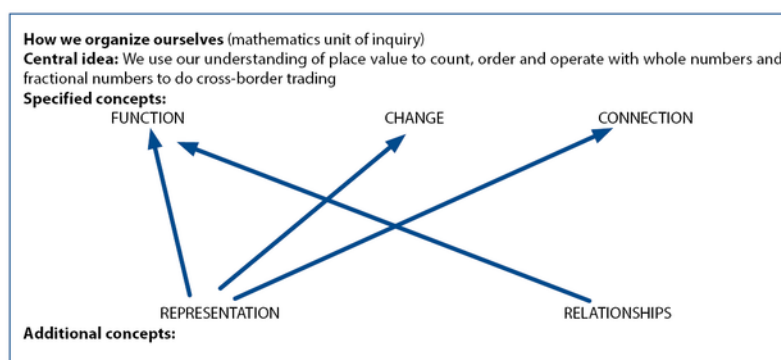 How we organize ourselves (mathematics unit of inquiry)
Central idea: We use our understanding of place value to count, order and operate with whole numbers and
fractional numbers to do cross-border trading
Specified concepts:
FUNCTION CHANGE CONNECTION
REPRESENTATION RELATIONSHIPS
Additional concepts: